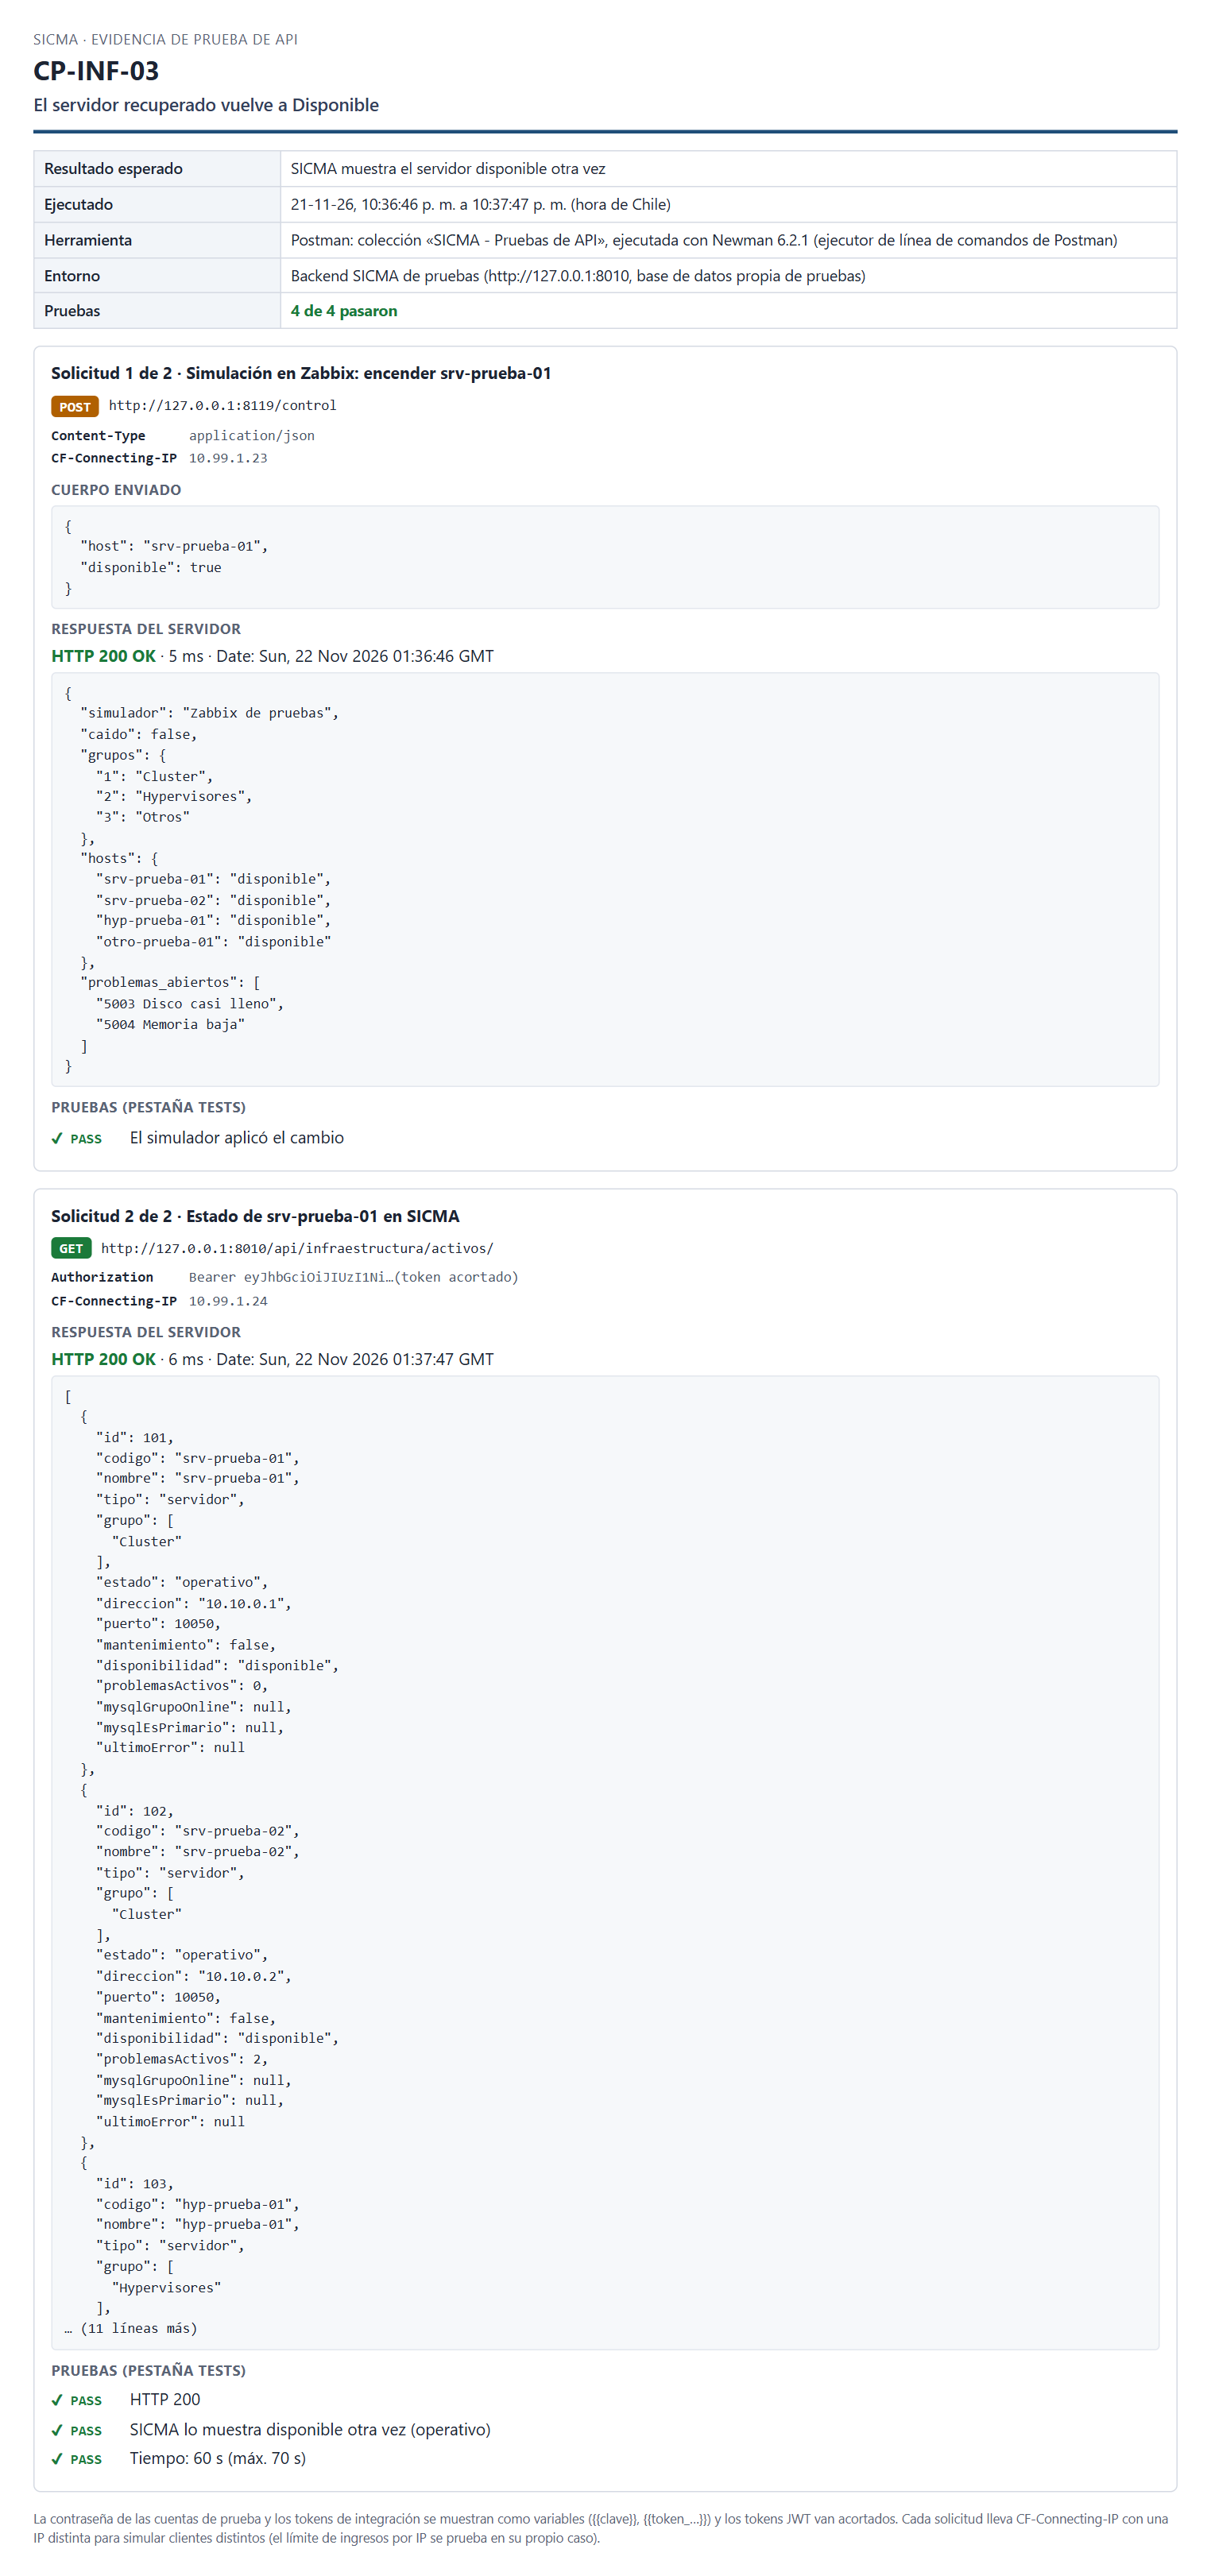 SICMA · EVIDENCIA DE PRUEBA DE API
CP-INF-03
El servidor recuperado vuelve a Disponible
Resultado esperado SICMA muestra el servidor disponible otra vez
Ejecutado 21-11-26, 10:36:46 p. m. a 10:37:47 p. m. (hora de Chile)
Herramienta Postman: colección «SICMA - Pruebas de API», ejecutada con Newman 6.2.1 (ejecutor de línea de comandos de Postman)
Entorno Backend SICMA de pruebas (http://127.0.0.1:8010, base de datos propia de pruebas)
Pruebas 4 de 4 pasaron
Solicitud 1 de 2 · Simulación en Zabbix: encender srv-prueba-01
POST http://127.0.0.1:8119/control
Content-Type application/json
CF-Connecting-IP 10.99.1.23
CUERPO ENVIADO
{
  "host": "srv-prueba-01",
  "disponible": true
}
RESPUESTA DEL SERVIDOR
HTTP 200 OK · 5 ms · Date: Sun, 22 Nov 2026 01:36:46 GMT
{
  "simulador": "Zabbix de pruebas",
  "caido": false,
  "grupos": {
    "1": "Cluster",
    "2": "Hypervisores",
    "3": "Otros"
  },
  "hosts": {
    "srv-prueba-01": "disponible",
    "srv-prueba-02": "disponible",
    "hyp-prueba-01": "disponible",
    "otro-prueba-01": "disponible"
  },
  "problemas_abiertos": [
    "5003 Disco casi lleno",
    "5004 Memoria baja"
  ]
}
PRUEBAS (PESTAÑA TESTS)
✓ PASS El simulador aplicó el cambio
Solicitud 2 de 2 · Estado de srv-prueba-01 en SICMA
GET http://127.0.0.1:8010/api/infraestructura/activos/
Authorization Bearer eyJhbGciOiJIUzI1Ni…(token acortado)
CF-Connecting-IP 10.99.1.24
RESPUESTA DEL SERVIDOR
HTTP 200 OK · 6 ms · Date: Sun, 22 Nov 2026 01:37:47 GMT
[
  {
    "id": 101,
    "codigo": "srv-prueba-01",
    "nombre": "srv-prueba-01",
    "tipo": "servidor",
    "grupo": [
      "Cluster"
    ],
    "estado": "operativo",
    "direccion": "10.10.0.1",
    "puerto": 10050,
    "mantenimiento": false,
    "disponibilidad": "disponible",
    "problemasActivos": 0,
    "mysqlGrupoOnline": null,
    "mysqlEsPrimario": null,
    "ultimoError": null
  },
  {
    "id": 102,
    "codigo": "srv-prueba-02",
    "nombre": "srv-prueba-02",
    "tipo": "servidor",
    "grupo": [
      "Cluster"
    ],
    "estado": "operativo",
    "direccion": "10.10.0.2",
    "puerto": 10050,
    "mantenimiento": false,
    "disponibilidad": "disponible",
    "problemasActivos": 2,
    "mysqlGrupoOnline": null,
    "mysqlEsPrimario": null,
    "ultimoError": null
  },
  {
    "id": 103,
    "codigo": "hyp-prueba-01",
    "nombre": "hyp-prueba-01",
    "tipo": "servidor",
    "grupo": [
      "Hypervisores"
    ],
… (11 líneas más)
PRUEBAS (PESTAÑA TESTS)
✓ PASS HTTP 200
✓ PASS SICMA lo muestra disponible otra vez (operativo)
✓ PASS Tiempo: 60 s (máx. 70 s)
La contraseña de las cuentas de prueba y los tokens de integración se muestran como variables ({{clave}}, {{token_...}}) y los tokens JWT van acortados. Cada solicitud lleva CF-Connecting-IP con una
IP distinta para simular clientes distintos (el límite de ingresos por IP se prueba en su propio caso).